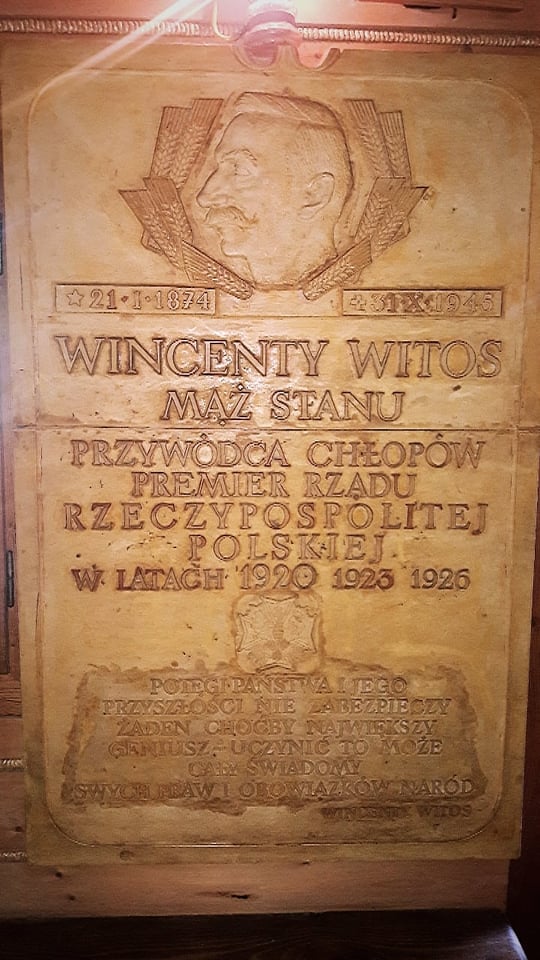 ☆ 21·I·1874
✢ 31·X·1945
WINCENTY WITOS
MĄŻ STANU
PRZYWÓDCA CHŁOPÓW
PREMIER RZĄDU
RZECZYPOSPOLITEJ
POLSKIEJ
W LATACH 1920 1923 1926
POTĘGI PAŃSTWA I JEGO
PRZYSZŁOŚCI NIE ZABEZPIECZY
ŻADEN CHOĆBY NAJWIĘKSZY
GENIUSZ - UCZYNIĆ TO MOŻE
CAŁY ŚWIADOMY
SWYCH PRAW I OBOWIĄZKÓW NARÓD
WINCENTY WITOS